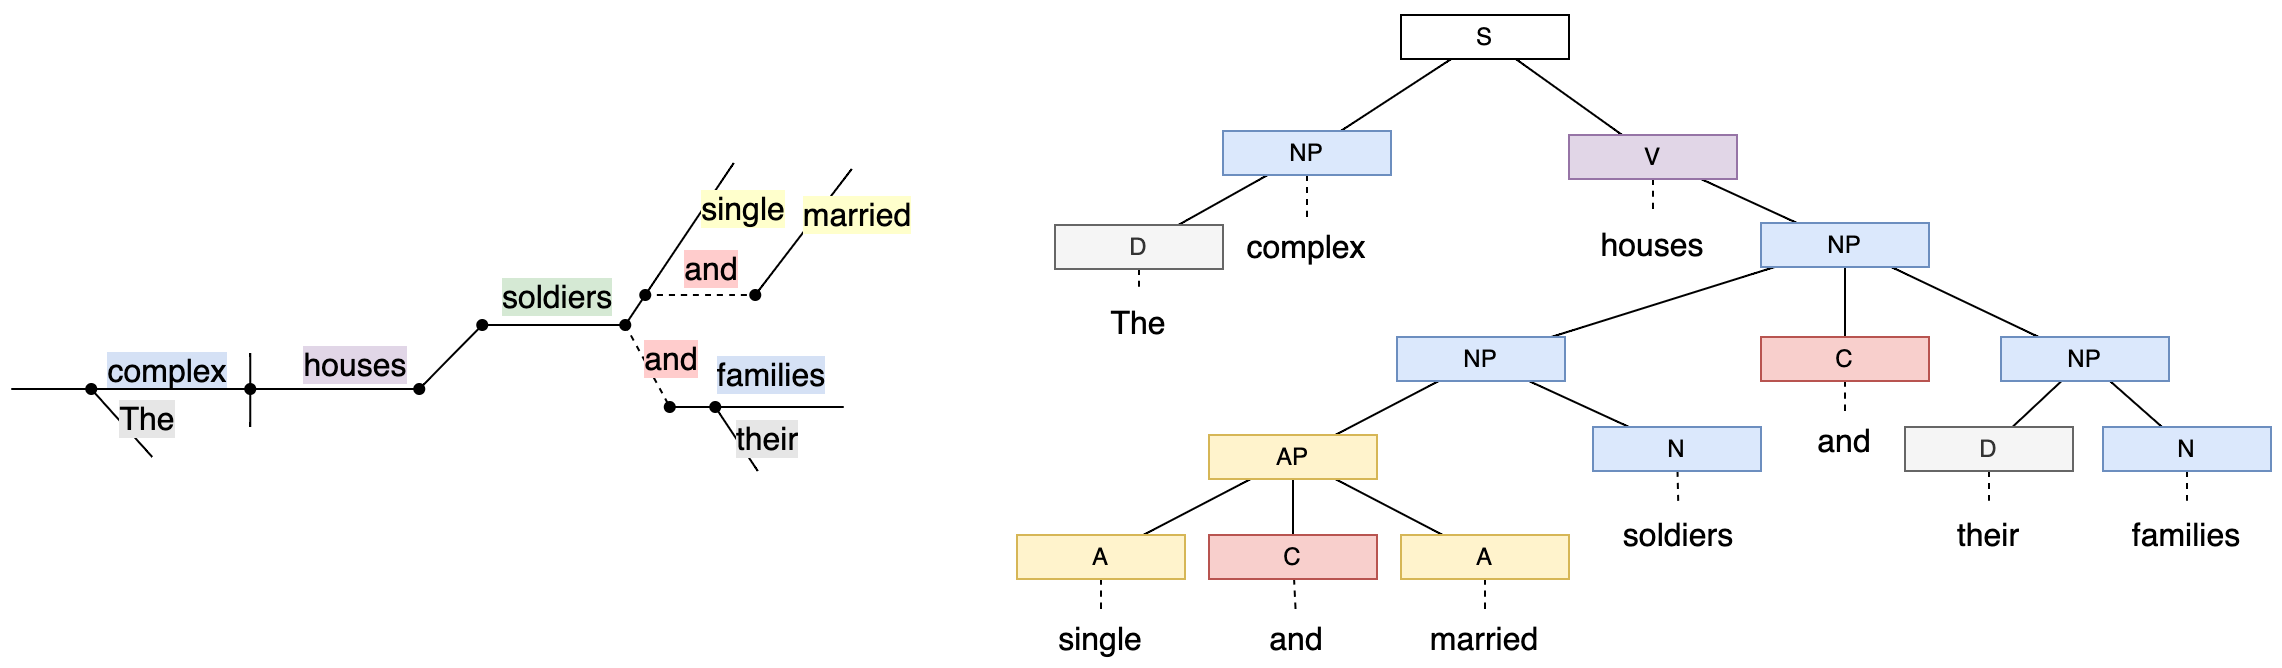 single
married
and
soldiers
and
families
houses
complex
The
their
S
NP
V
D
complex
houses
NP
The
NP
C
NP
AP
N
and
D
N
A
C
A
soldiers
their
families
single
and
married